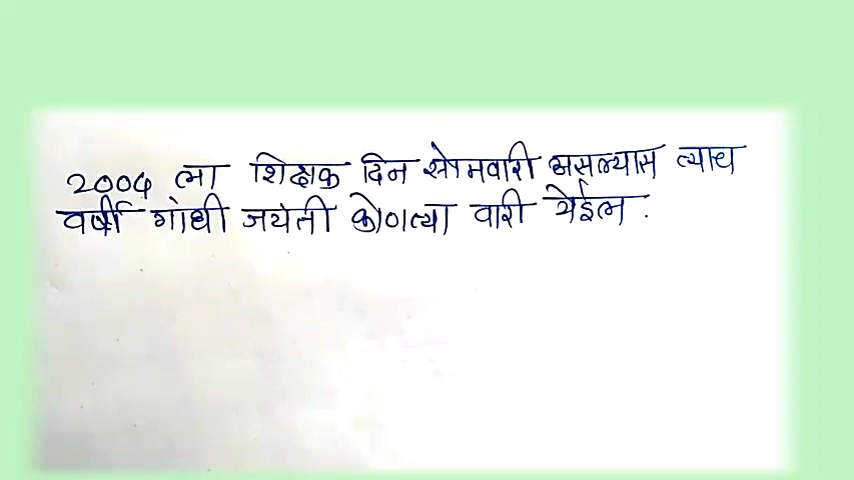 2004 ला शिक्षक दिन सोमवारी असल्यास त्याच
वर्षी गांधी जयंती कोणत्या वारी येईल .